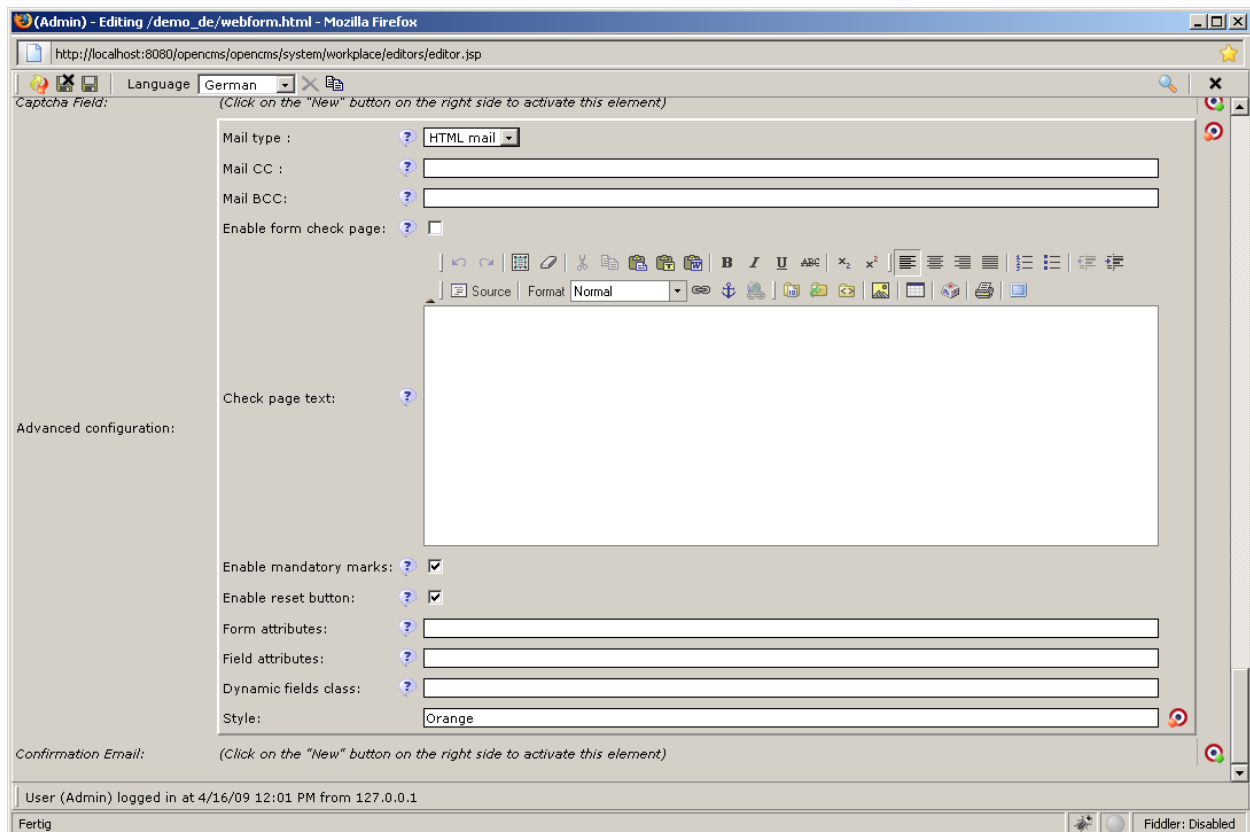 (Admin) - Editing /demo_de/webform.html - Mozilla Firefox
http://localhost:8080/opencms/opencms/system/workplace/editors/editor.jsp
Language German
Captcha Field: (Click on the "New" button on the right side to activate this element)
Mail type : ? HTML mail
Mail CC : ?
Mail BCC: ?
Enable form check page: ?
B I U ABC ×₂ ×²
Source Format Normal
Check page text: ?
Advanced configuration:
Enable mandatory marks: ?
Enable reset button: ?
Form attributes: ?
Field attributes: ?
Dynamic fields class: ?
Style: Orange
Confirmation Email: (Click on the "New" button on the right side to activate this element)
User (Admin) logged in at 4/16/09 12:01 PM from 127.0.0.1
Fertig Fiddler: Disabled